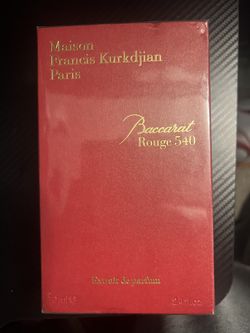 Maison
Francis Kurkdjian
Paris
Baccarat
Rouge 540
Extrait de parfum